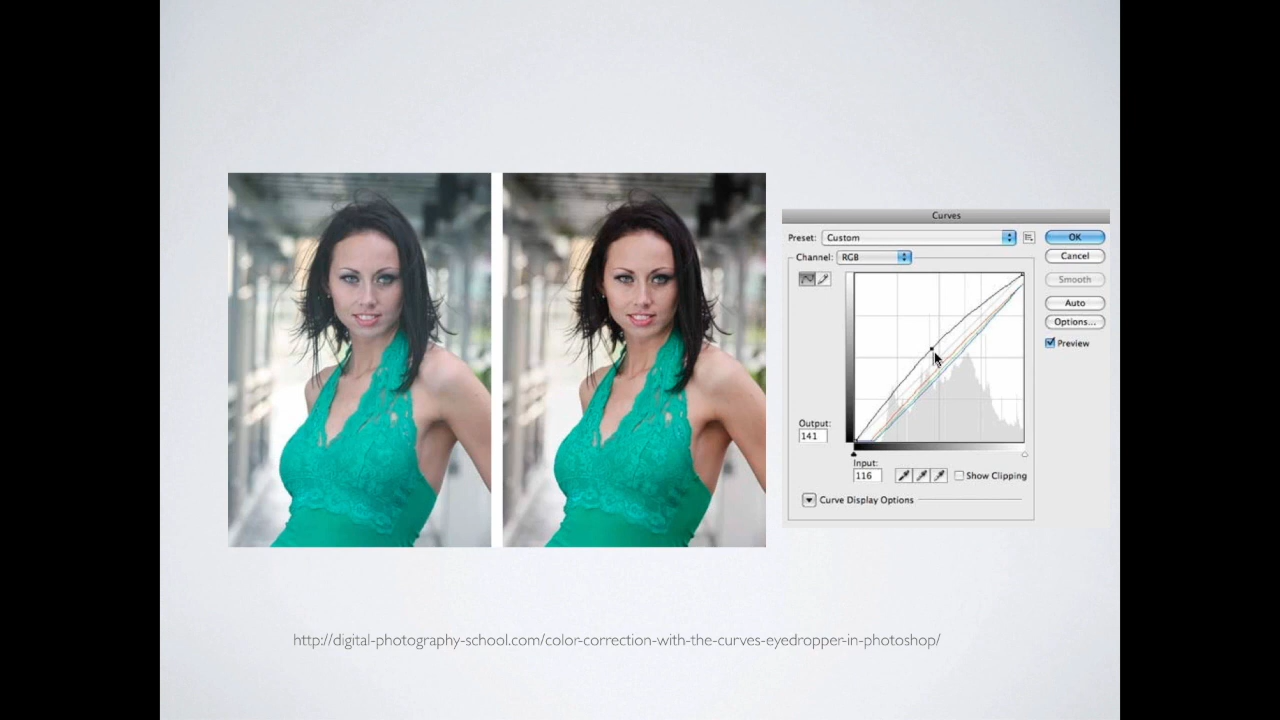 Curves
Preset: Custom
OK
Channel: RGB
Cancel
Smooth
Auto
Options...
Preview
Output:
141
Input:
116
Show Clipping
Curve Display Options
http://digital-photography-school.com/color-correction-with-the-curves-eyedropper-in-photoshop/